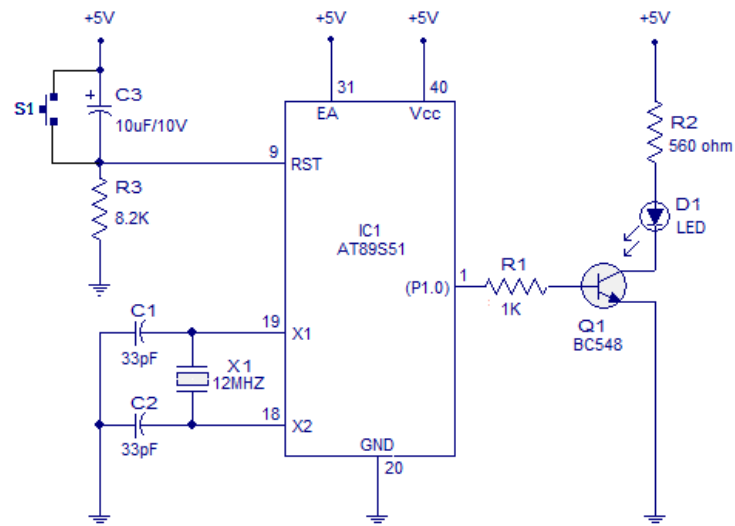 +5V
+5V
+5V
+5V
S1
+
C3
10uF/10V
31
40
EA
Vcc
R2
560 ohm
9
RST
R3
8.2K
IC1
AT89S51
D1
LED
(P1.0)
1
R1
1K
Q1
BC548
C1
33pF
19
X1
X1
12MHZ
C2
33pF
18
X2
GND
20